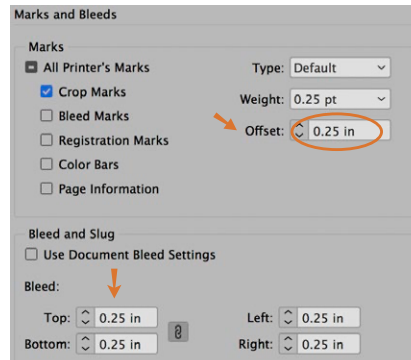 Marks and Bleeds
Marks
All Printer's Marks
Type: Default
Crop Marks
Weight: 0.25 pt
Bleed Marks
Offset: 0.25 in
Registration Marks
Color Bars
Page Information
Bleed and Slug
Use Document Bleed Settings
Bleed:
Top: 0.25 in Left: 0.25 in
Bottom: 0.25 in Right: 0.25 in